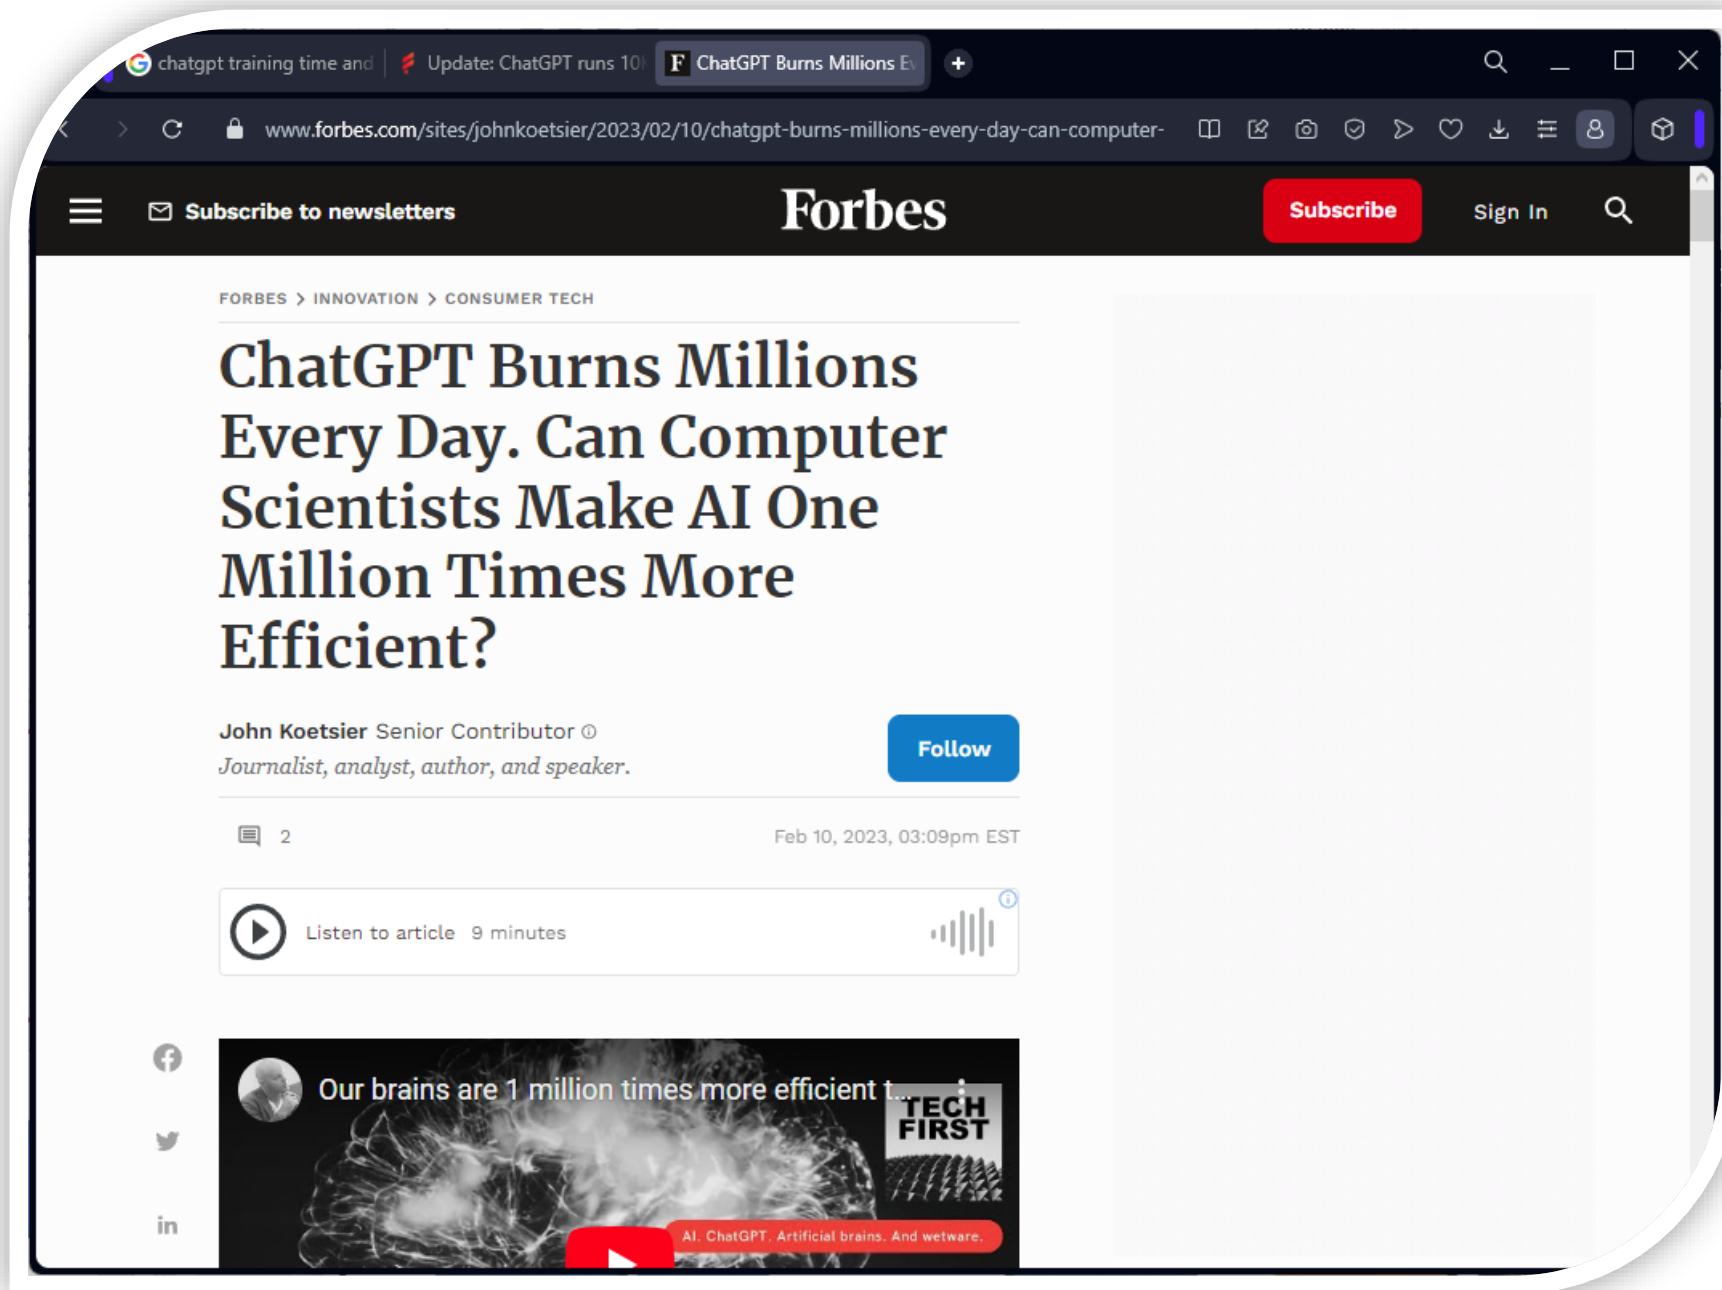 chatgpt training time and
Update: ChatGPT runs 10
ChatGPT Burns Millions Ev
www.forbes.com/sites/johnkoetsier/2023/02/10/chatgpt-burns-millions-every-day-can-computer-
Subscribe to newsletters
Forbes
Subscribe
Sign In
FORBES > INNOVATION > CONSUMER TECH
ChatGPT Burns Millions
Every Day. Can Computer
Scientists Make AI One
Million Times More
Efficient?
John Koetsier Senior Contributor
Journalist, analyst, author, and speaker.
Follow
2
Feb 10, 2023, 03:09pm EST
Listen to article 9 minutes
Our brains are 1 million times more efficient t...
TECH
FIRST
AI. ChatGPT. Artificial brains. And wetware.
in